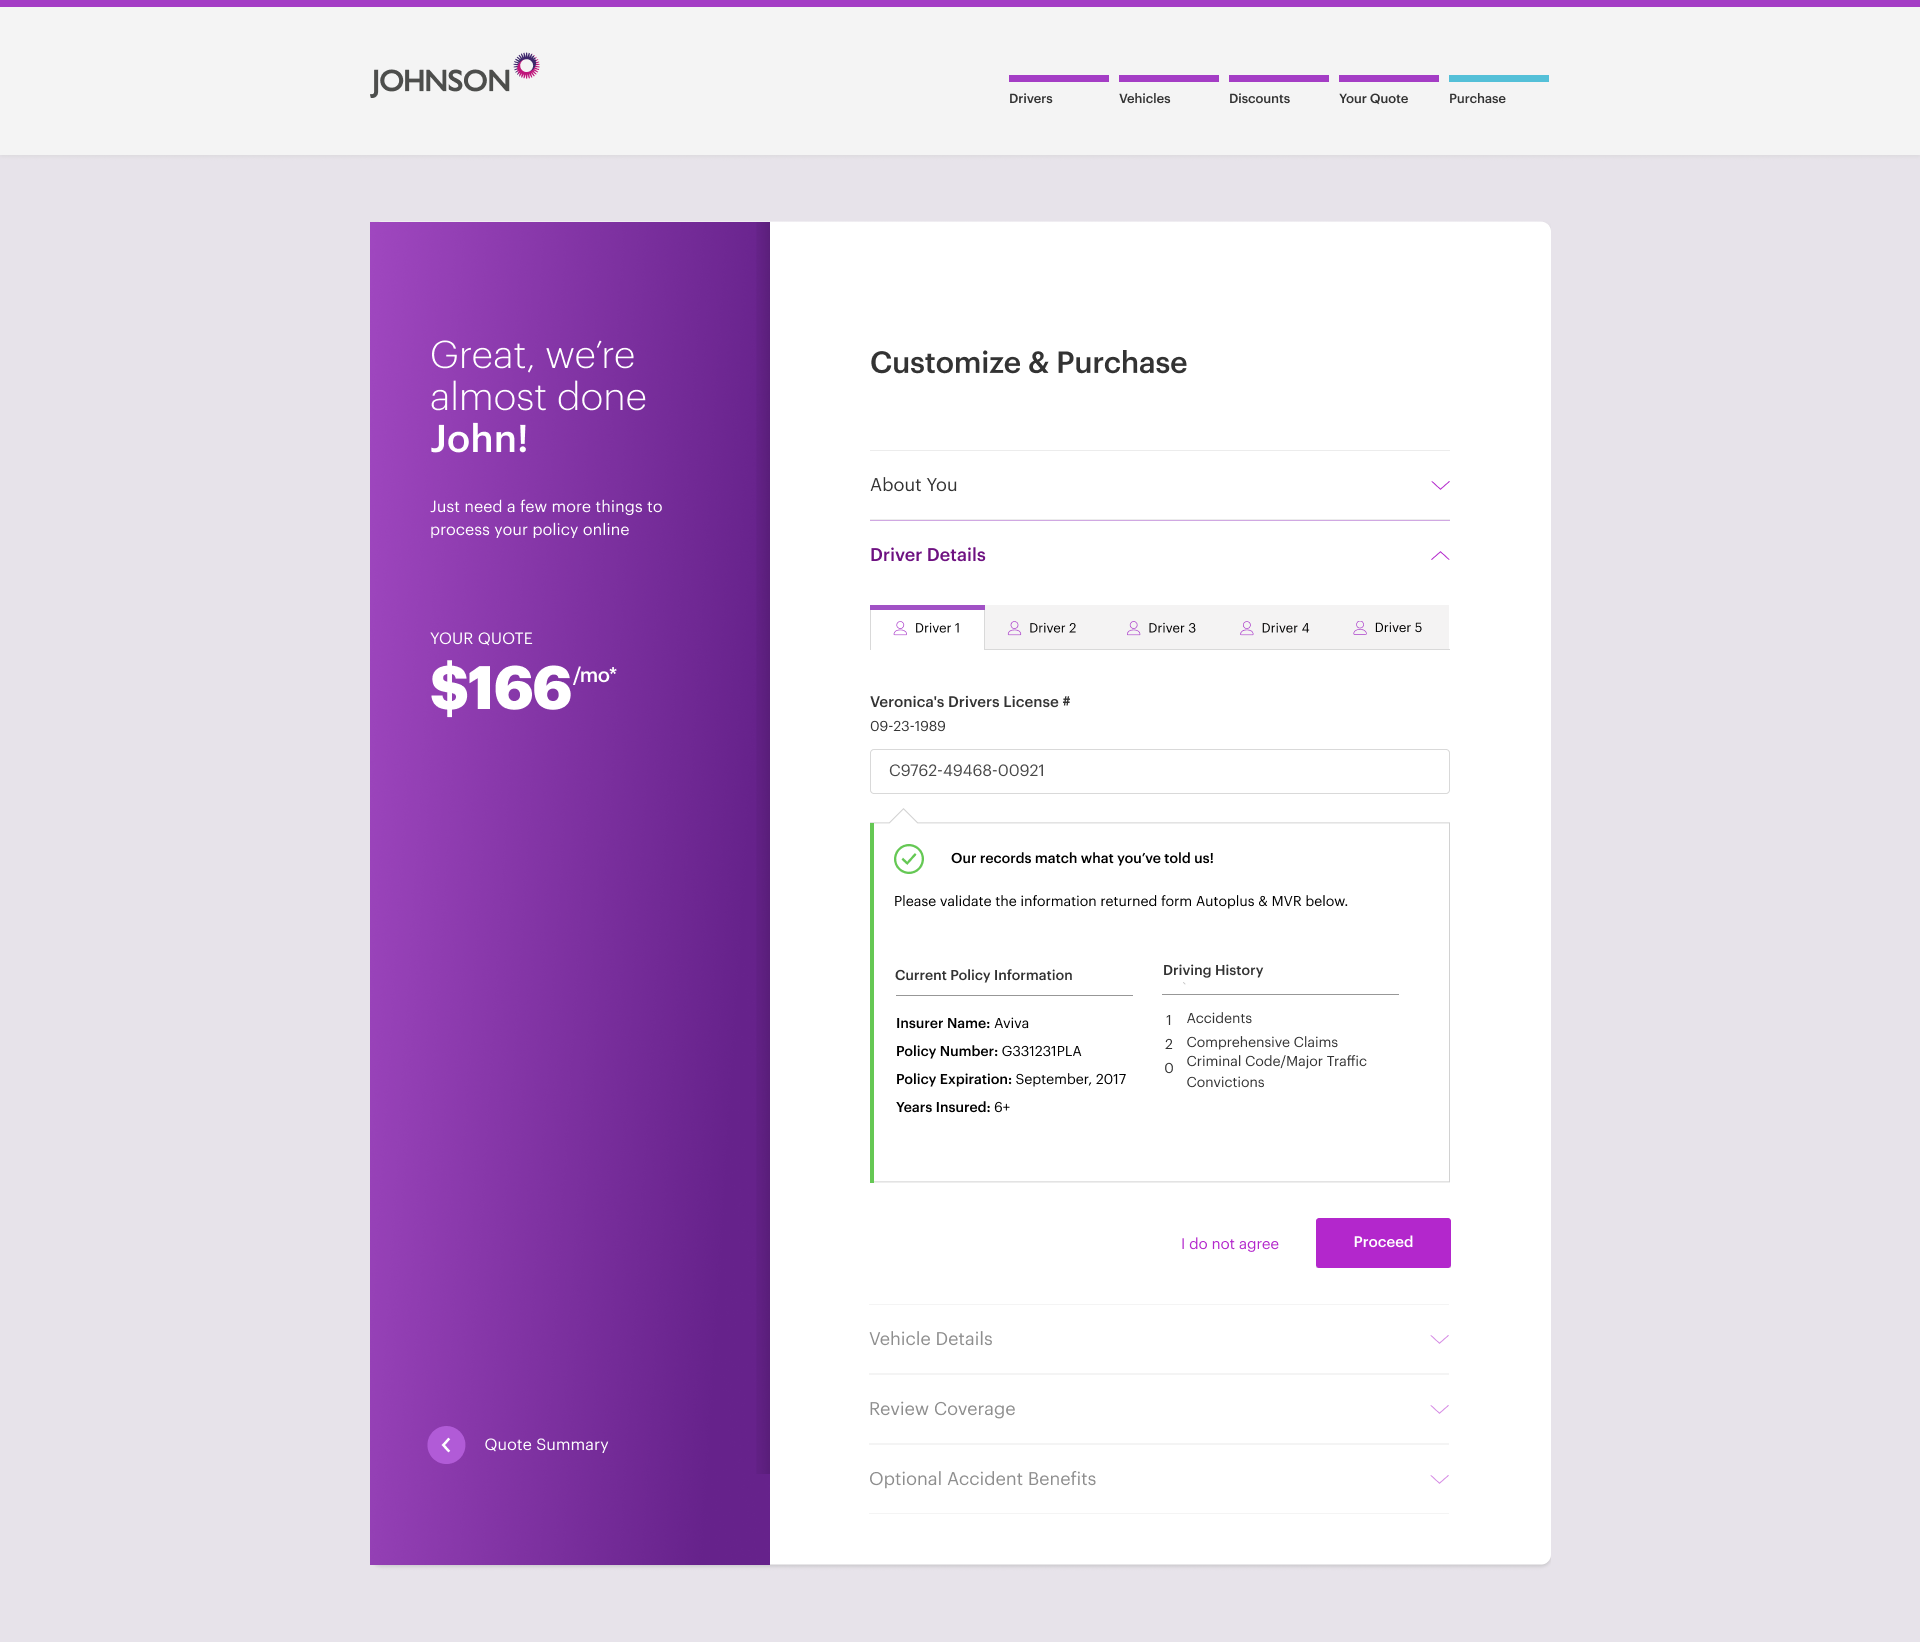 JOHNSON
Drivers
Vehicles
Discounts
Your Quote
Purchase
Great, we’re
almost done
John!
Just need a few more things to
process your policy online
YOUR QUOTE
$166/mo*
Quote Summary
Customize & Purchase
About You
Driver Details
Driver 1
Driver 2
Driver 3
Driver 4
Driver 5
Veronica's Drivers License #
09-23-1989
C9762-49468-00921
Our records match what you’ve told us!
Please validate the information returned form Autoplus & MVR below.
Current Policy Information
Insurer Name: Aviva
Policy Number: G331231PLA
Policy Expiration: September, 2017
Years Insured: 6+
Driving History
1 Accidents
2 Comprehensive Claims
0 Criminal Code/Major Traffic
Convictions
I do not agree
Proceed
Vehicle Details
Review Coverage
Optional Accident Benefits